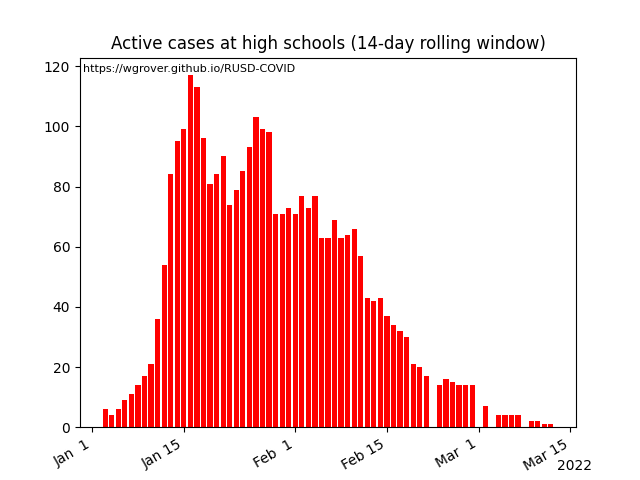 Active cases at high schools (14-day rolling window)
https://wgrover.github.io/RUSD-COVID
120
100
80
60
40
20
0
Jan 1
Jan 15
Feb 1
Feb 15
Mar 1
Mar 15
2022